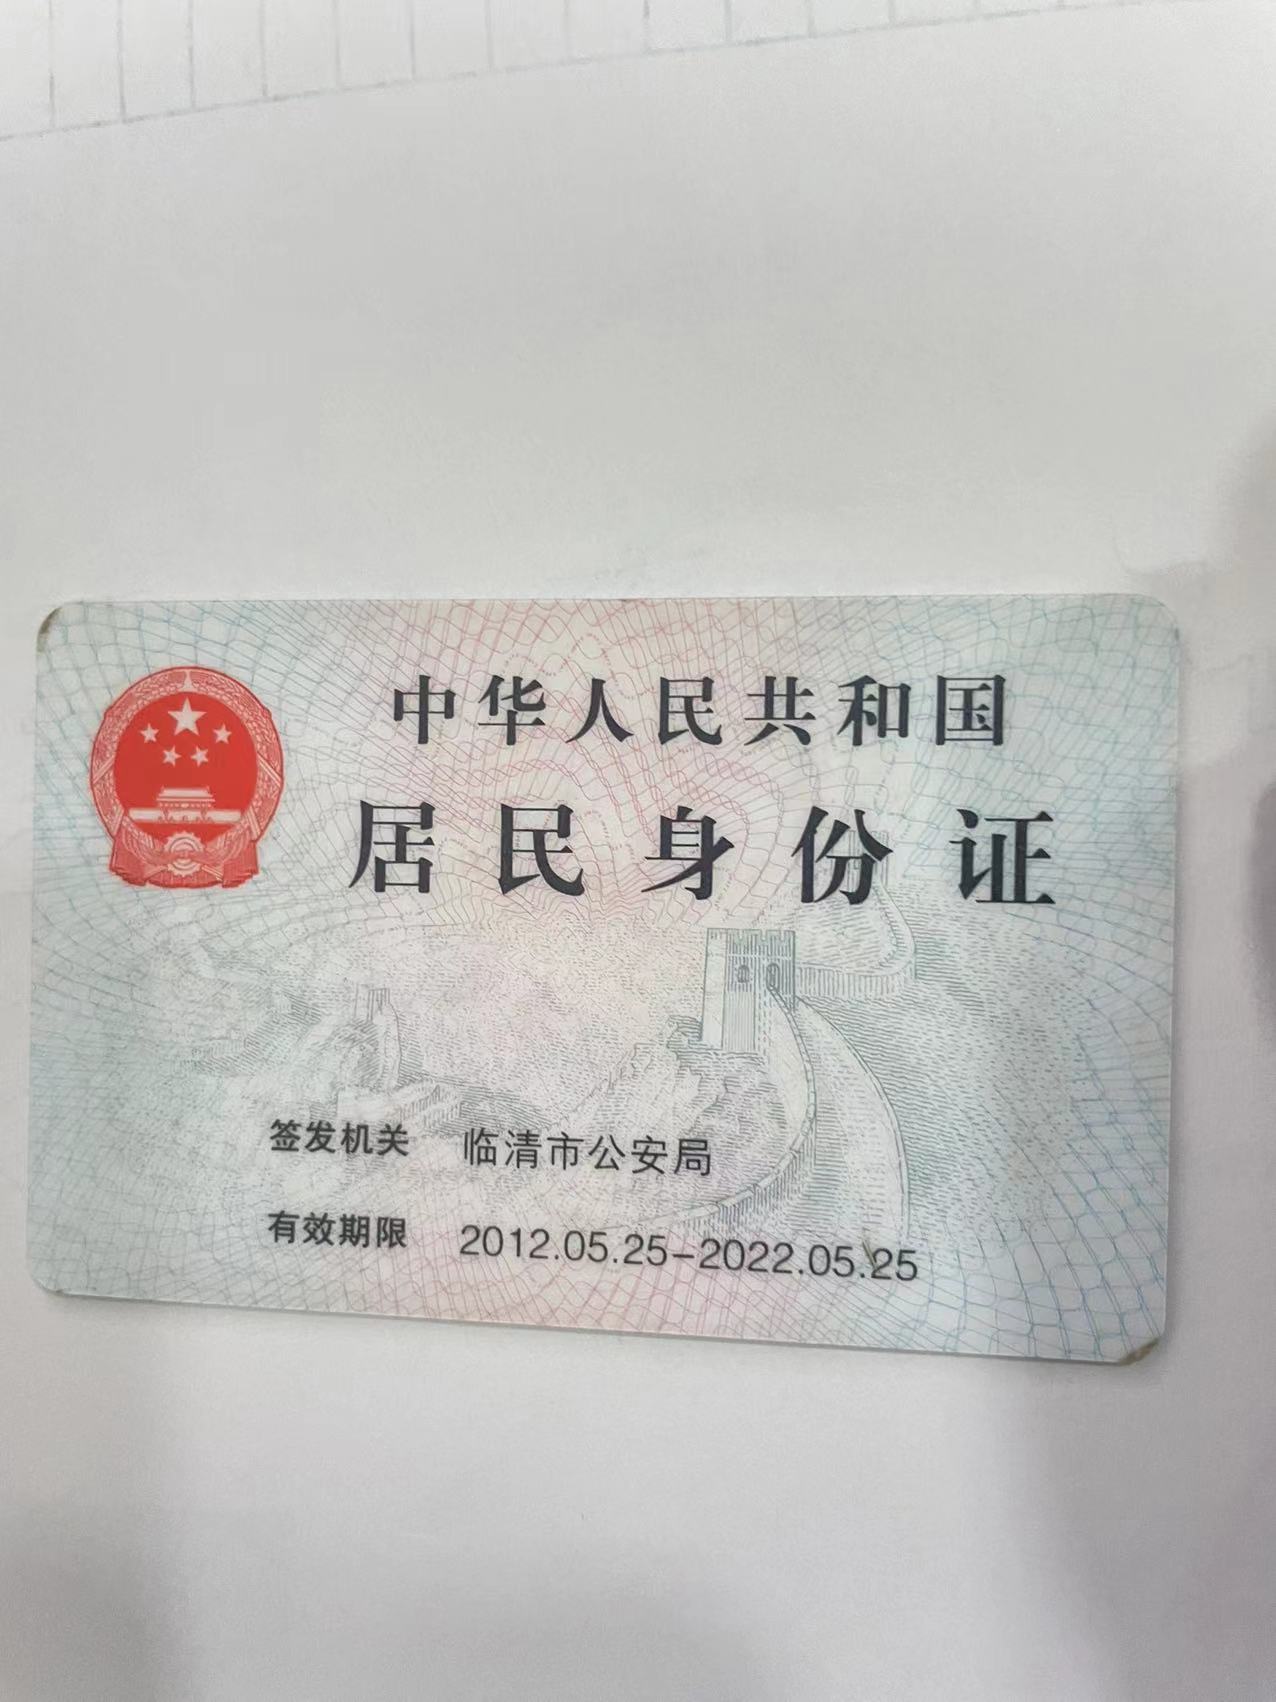 中华人民共和国
居民身份证
签发机关 临清市公安局
有效期限 2012.05.25-2022.05.25